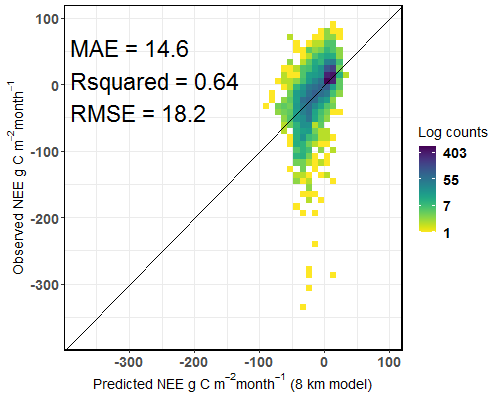 MAE = 14.6
Rsquared = 0.64
RMSE = 18.2
Observed NEE g C m⁻²month⁻¹
100
0
-100
-200
-300
-300 -200 -100 0 100
Predicted NEE g C m⁻²month⁻¹ (8 km model)
Log counts
403
55
7
1